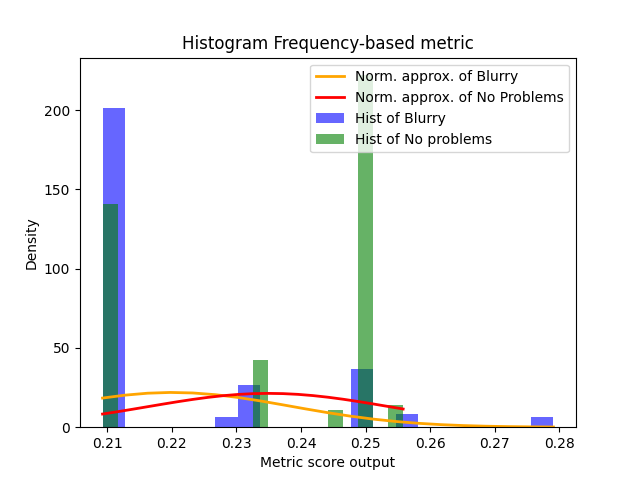 Histogram Frequency-based metric
Norm. approx. of Blurry
Norm. approx. of No Problems
Hist of Blurry
Hist of No problems
Density
200
150
100
50
0
0.21 0.22 0.23 0.24 0.25 0.26 0.27 0.28
Metric score output